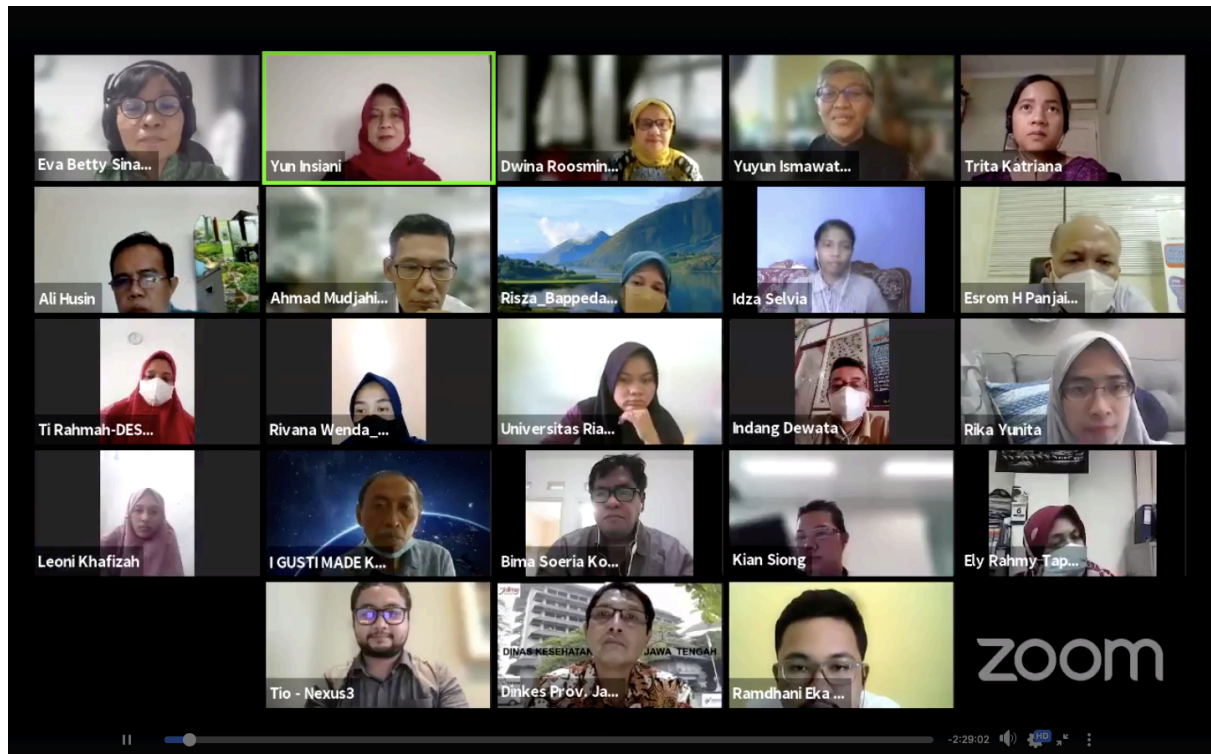 Eva Betty Sina...
Yun Insiani
Dwina Roosmin...
Yuyun Ismawat...
Trita Katriana
Ali Husin
Ahmad Mudjahi...
Risza_Bappeda...
Idza Selvia
Esrom H Panjai...
Ti Rahmah-DES...
Rivana Wenda_...
Universitas Ria...
Indang Dewata
Rika Yunita
Leoni Khafizah
I GUSTI MADE K...
Bima Soeria Ko...
Kian Siong
Ely Rahmy Tap...
Tio - Nexus3
DINAS KESEHATAN JAWA TENGAH
Dinkes Prov. Ja...
Ramdhani Eka ...
zoom
-2:29:02
HD